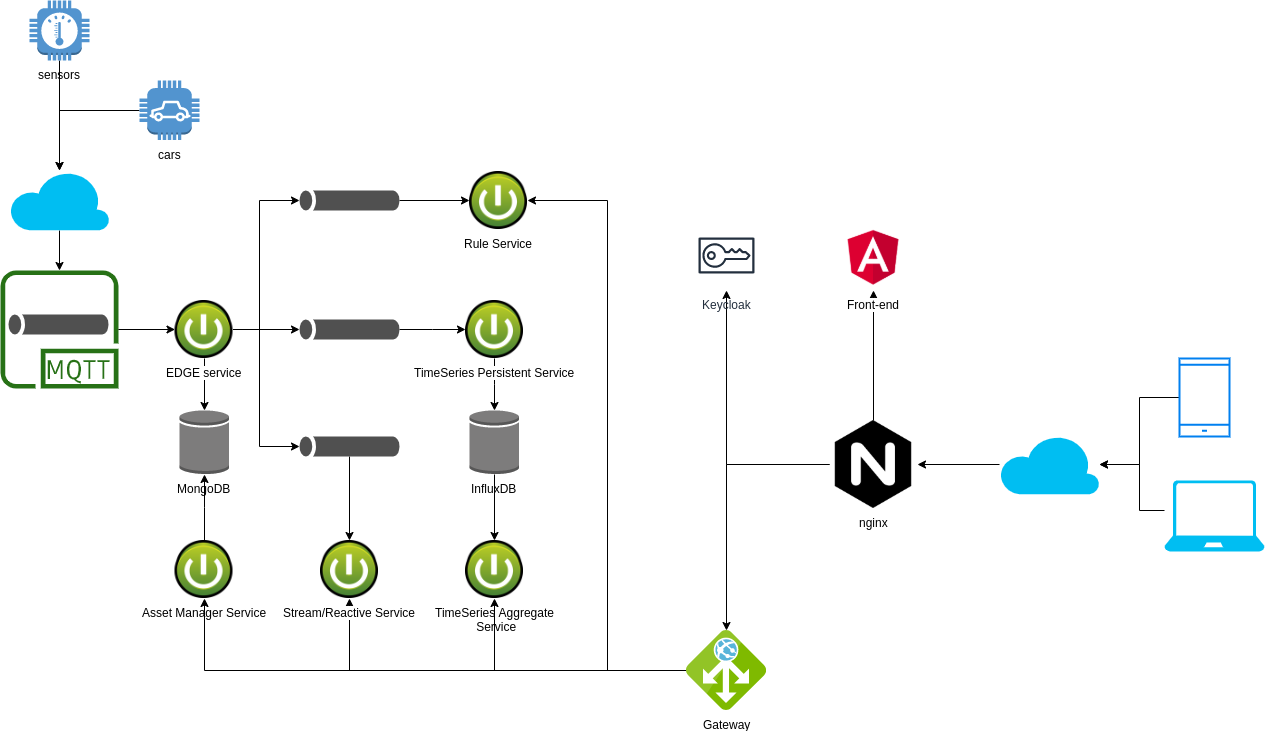 sensors
cars
Rule Service
Keycloak
Front-end
MQTT
EDGE service
TimeSeries Persistent Service
MongoDB
InfluxDB
nginx
Asset Manager Service
Stream/Reactive Service
TimeSeries Aggregate
Service
Gateway